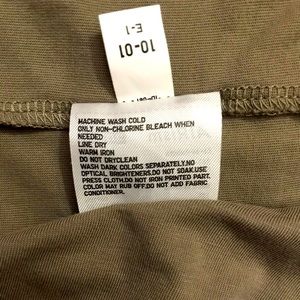 10-01
E-1
MACHINE WASH COLD
ONLY NON-CHLORINE BLEACH WHEN
NEEDED
LINE DRY
WARM IRON
DO NOT DRYCLEAN
WASH DARK COLORS SEPARATELY.NO
OPTICAL BRIGHTENERS.DO NOT SOAK.USE
PRESS CLOTH.DO NOT IRON PRINTED PART.
COLOR MAY RUB OFF.DO NOT ADD FABRIC
CONDITIONER.